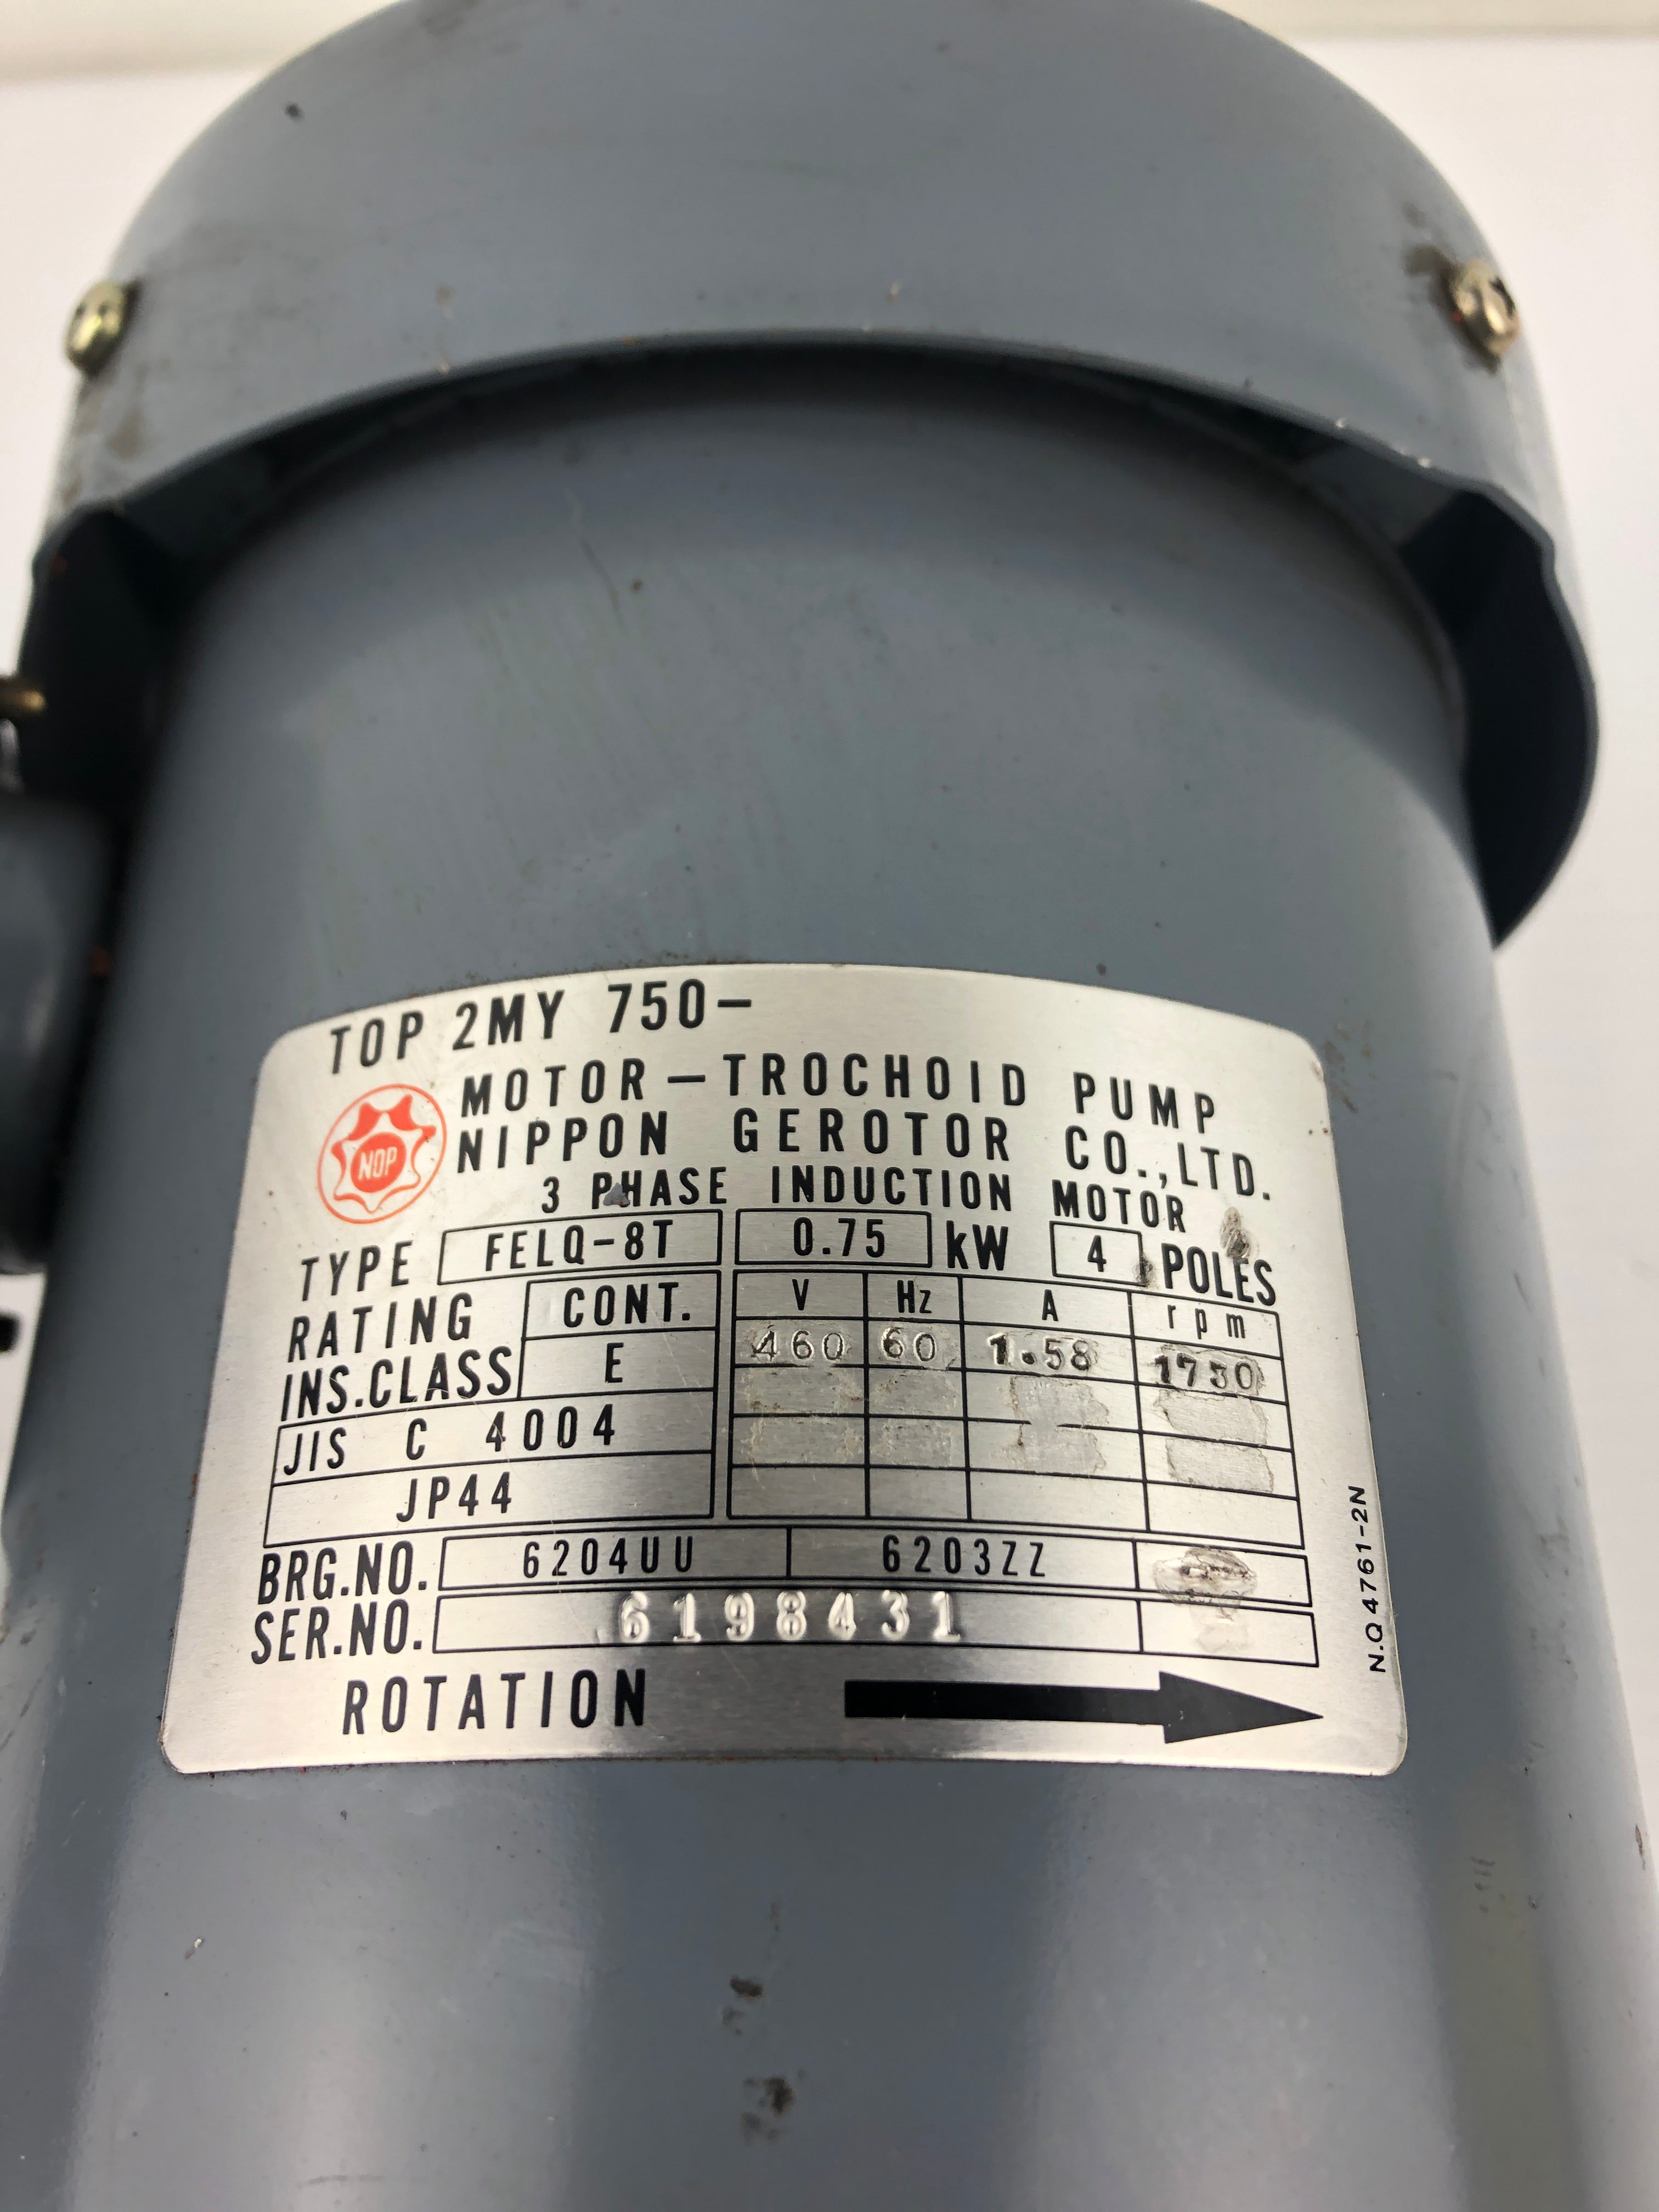 TOP 2MY 750-
MOTOR-TROCHOID PUMP
NOP
NIPPON GEROTOR CO.,LTD.
3 PHASE INDUCTION MOTOR
TYPE FELQ-8T 0.75 kW 4 POLES
RATING CONT. V Hz A rpm
INS.CLASS E 460 60 1.58 1730
JIS C 4004
JP44
BRG.NO. 6204UU 6203ZZ
SER.NO. 6198431
ROTATION
N.Q4761-2N